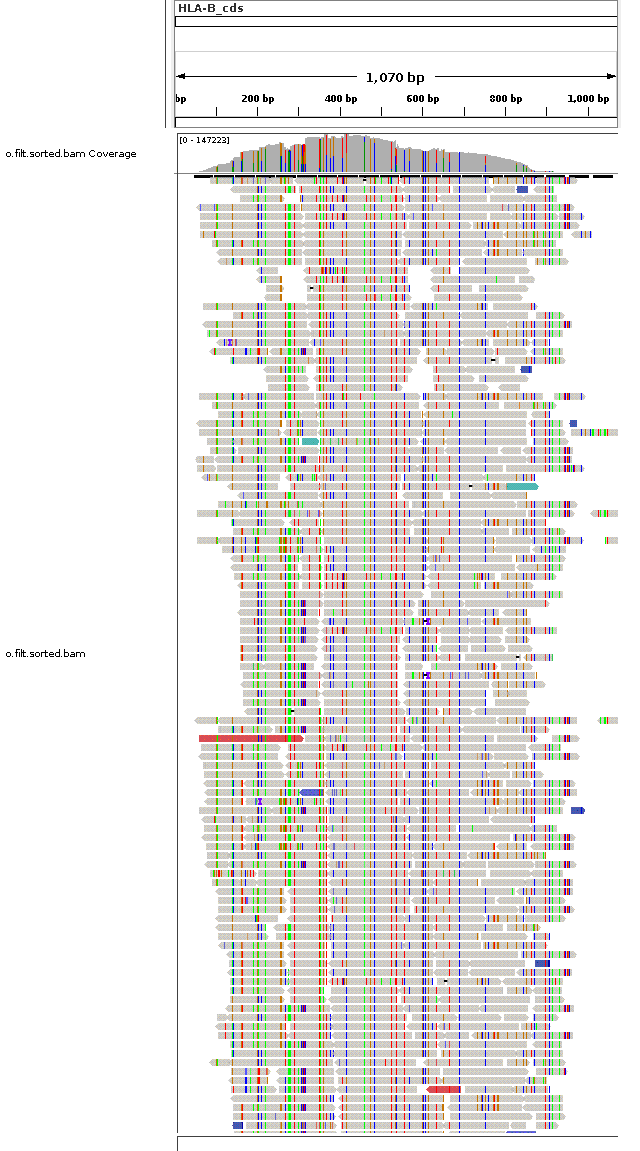 HLA-B_cds
1,070 bp
bp 200 bp 400 bp 600 bp 800 bp 1,000 bp
[0 - 147223]
o.filt.sorted.bam Coverage
o.filt.sorted.bam